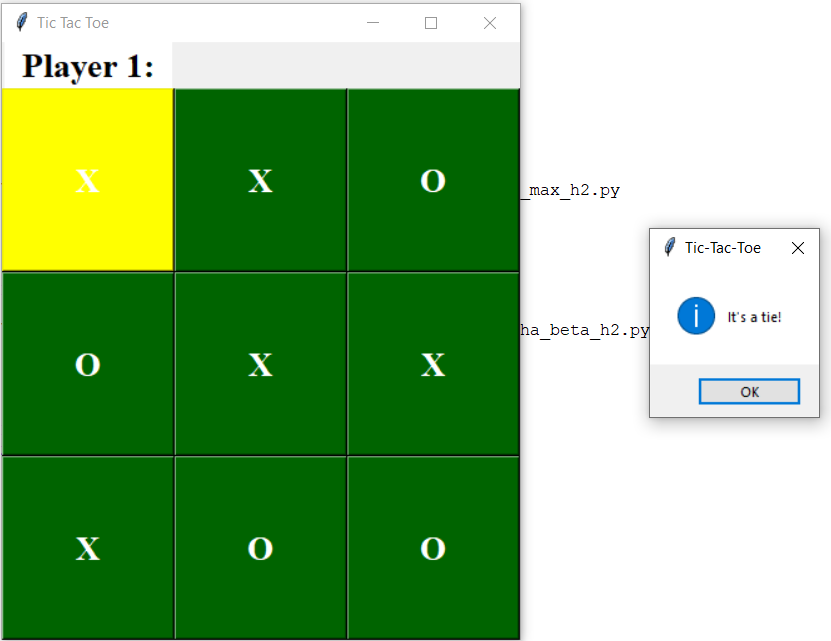 Tic Tac Toe
Player 1:
X X O
_max_h2.py
Tic-Tac-Toe
It's a tie!
ha_beta_h2.py
O X X
OK
X O O